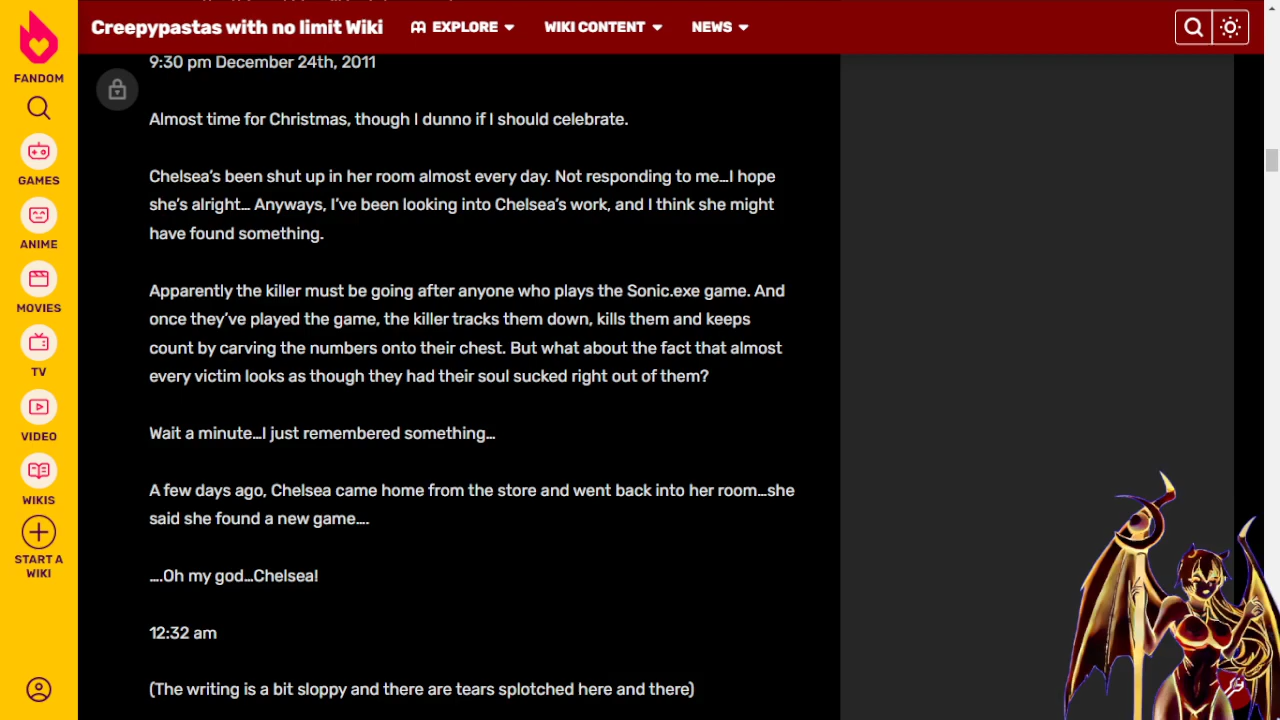 Creepypastas with no limit Wiki
EXPLORE
WIKI CONTENT
NEWS
FANDOM
GAMES
ANIME
MOVIES
TV
VIDEO
WIKIS
START A
WIKI
9:30 pm December 24th, 2011
Almost time for Christmas, though I dunno if I should celebrate.
Chelsea’s been shut up in her room almost every day. Not responding to me…I hope
she’s alright… Anyways, I’ve been looking into Chelsea’s work, and I think she might
have found something.
Apparently the killer must be going after anyone who plays the Sonic.exe game. And
once they’ve played the game, the killer tracks them down, kills them and keeps
count by carving the numbers onto their chest. But what about the fact that almost
every victim looks as though they had their soul sucked right out of them?
Wait a minute…I just remembered something…
A few days ago, Chelsea came home from the store and went back into her room…she
said she found a new game….
….Oh my god…Chelsea!
12:32 am
(The writing is a bit sloppy and there are tears splotched here and there)